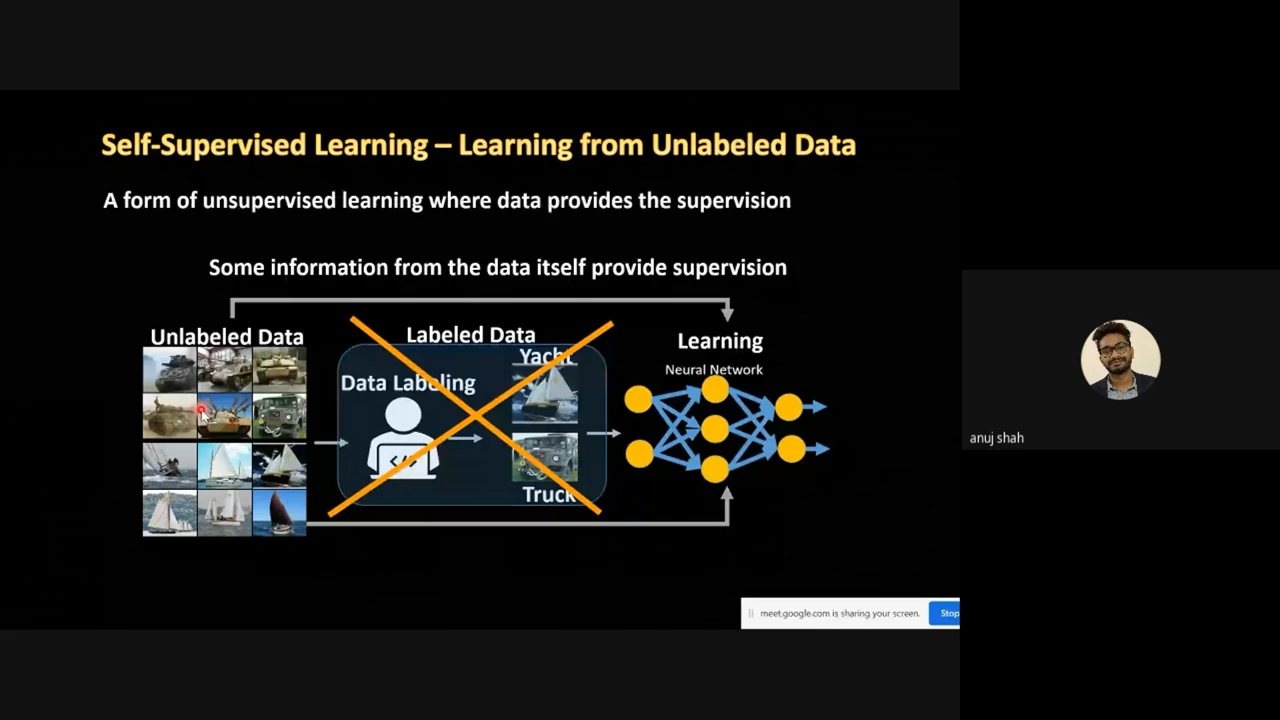 Self-Supervised Learning – Learning from Unlabeled Data
A form of unsupervised learning where data provides the supervision
Some information from the data itself provide supervision
Unlabeled Data
Labeled Data
Learning
Yacht
Neural Network
Data Labeling
</>
Truck
anuj shah
meet.google.com is sharing your screen.
Stop